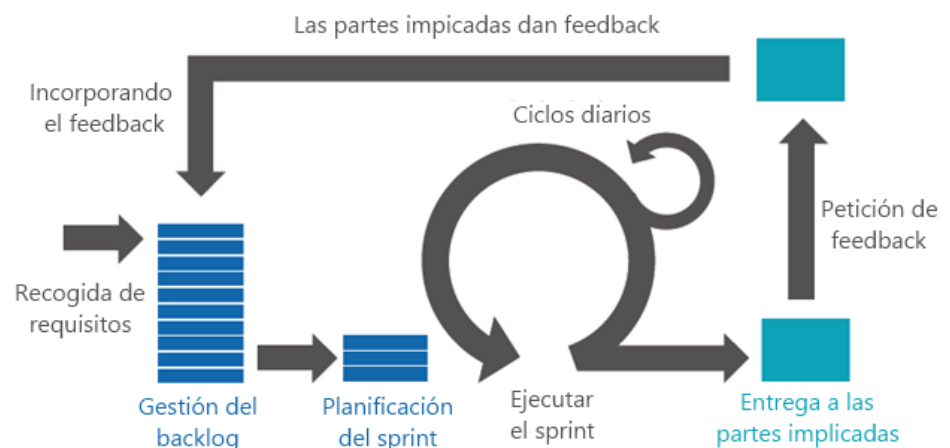 Las partes impicadas dan feedback
Incorporando
el feedback
Ciclos diarios
Petición de
feedback
Recogida de
requisitos
Gestión del
backlog
Planificación
del sprint
Ejecutar
el sprint
Entrega a las
partes implicadas